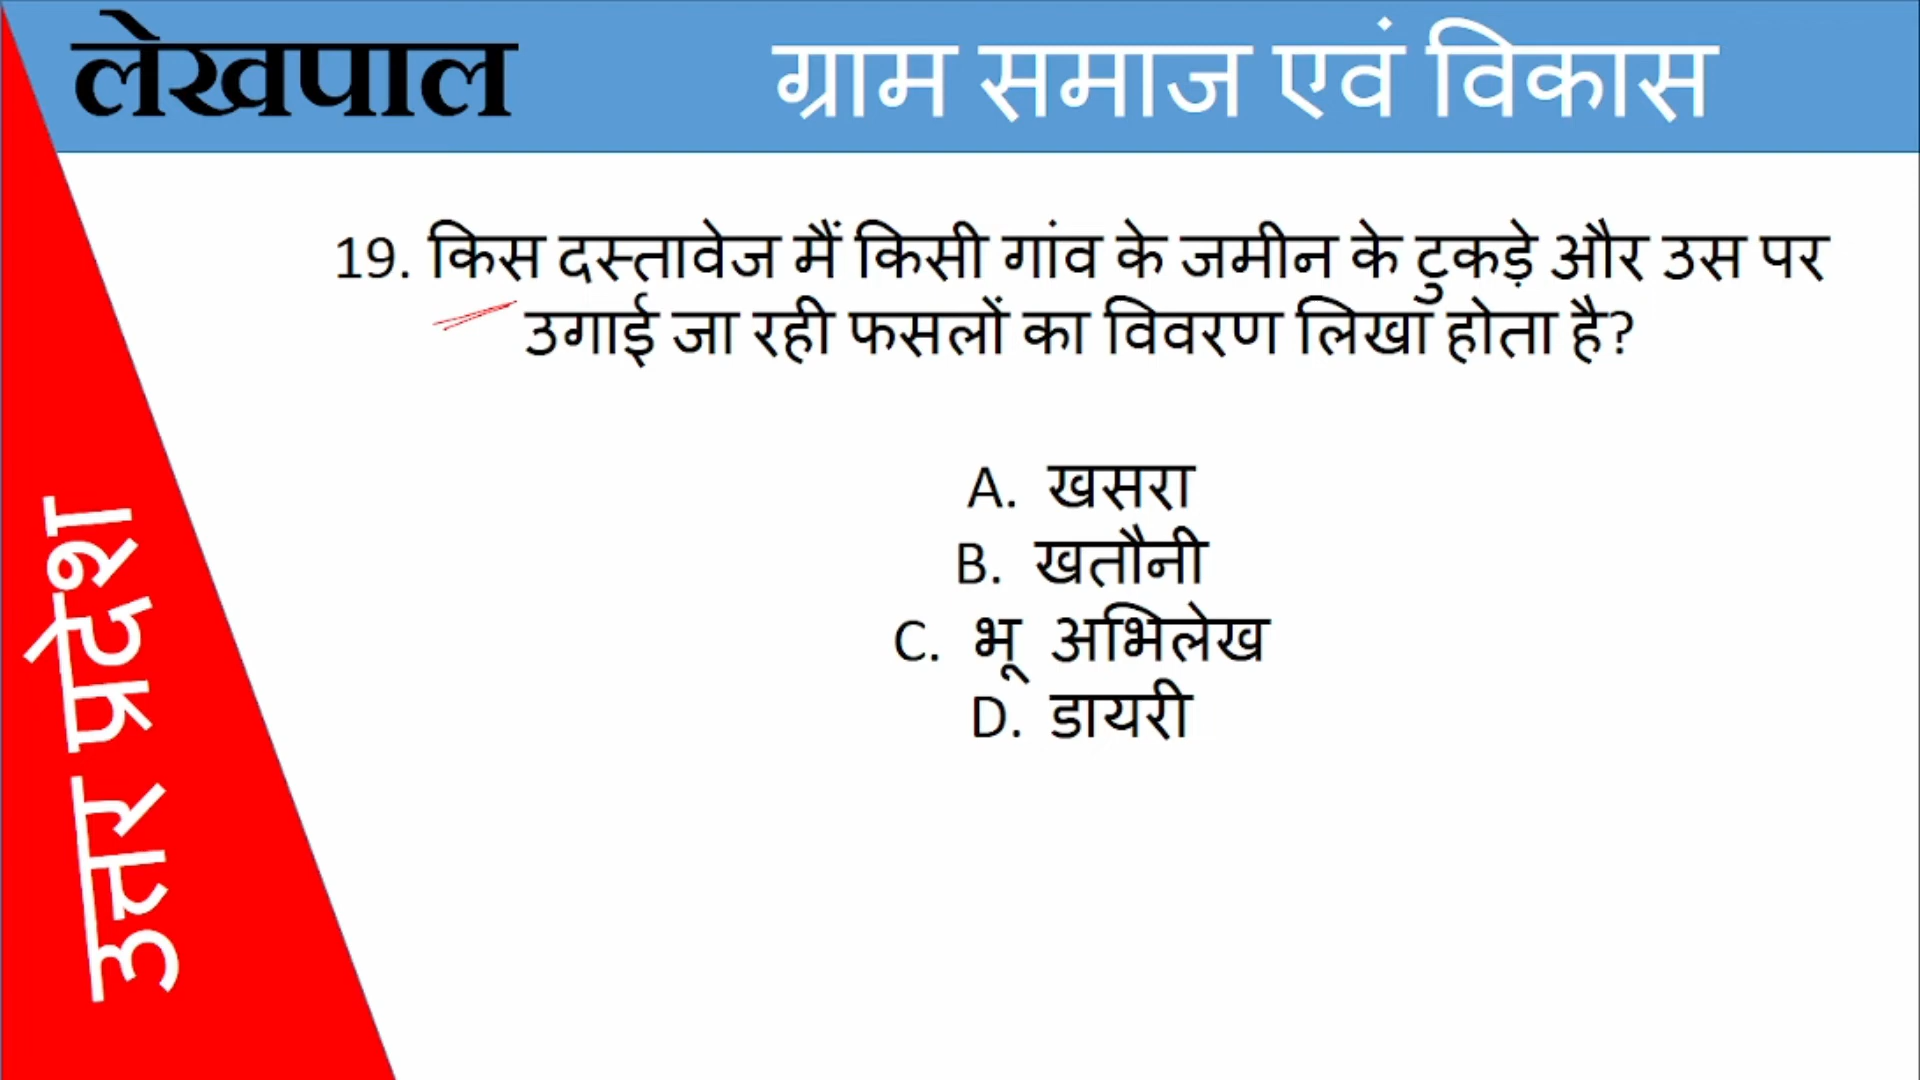 लेखपाल
ग्राम समाज एवं विकास
19. किस दस्तावेज मैं किसी गांव के जमीन के टुकड़े और उस पर
उगाई जा रही फसलों का विवरण लिखा होता है?
A. खसरा
B. खतौनी
C. भू अभिलेख
D. डायरी
उत्तर प्रदेश